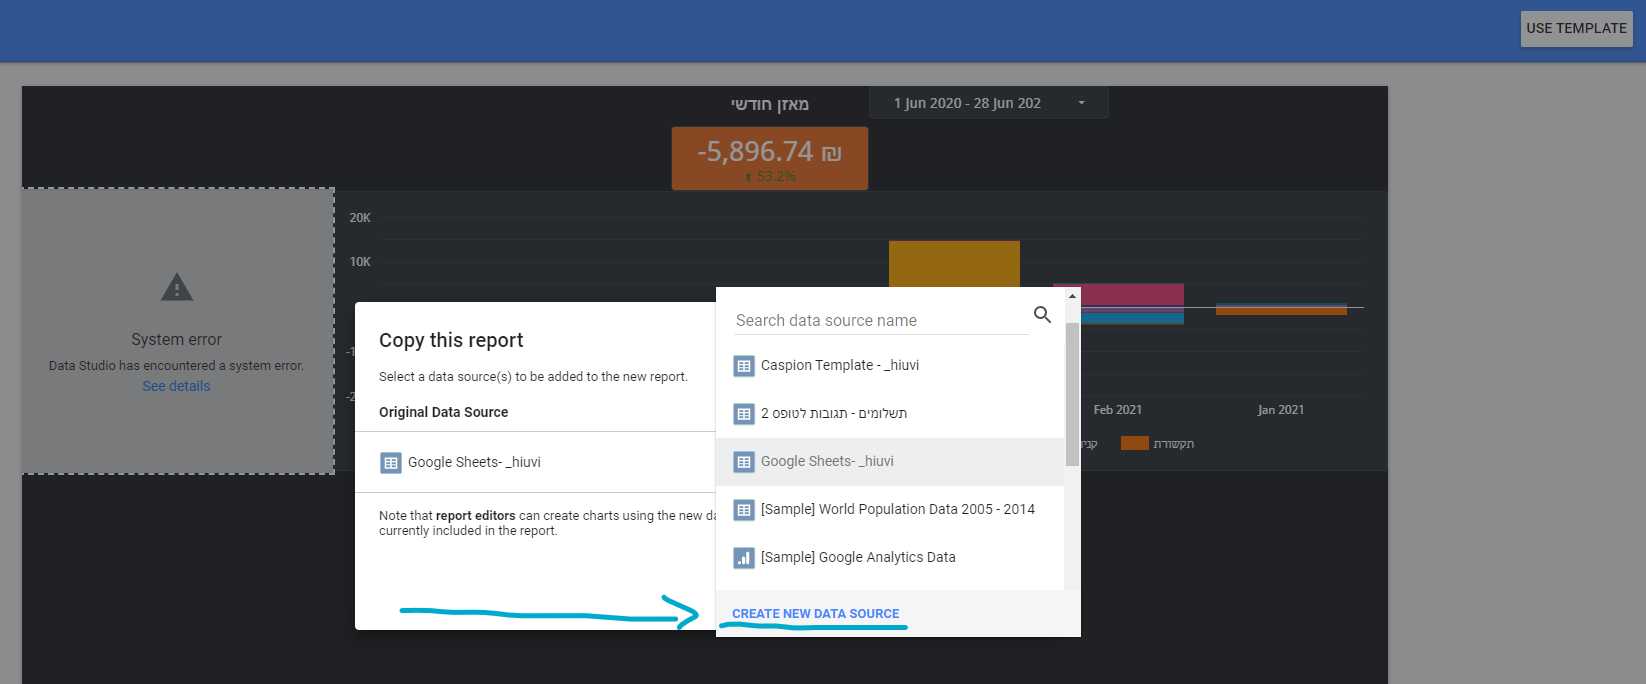 USE TEMPLATE
מאזן חודשי
1 Jun 2020 - 28 Jun 202
-5,896.74 ₪
53.2%
20K
10K
System error
Data Studio has encountered a system error.
See details
Copy this report
Select a data source(s) to be added to the new report.
Original Data Source
Google Sheets- _hiuvi
Note that report editors can create charts using the new
currently included in the report.
Search data source name
Caspion Template - _hiuvi
תשלומים - תגובות לטופס 2
Google Sheets- _hiuvi
[Sample] World Population Data 2005 - 2014
[Sample] Google Analytics Data
CREATE NEW DATA SOURCE
Feb 2021
Jan 2021
תקשורת